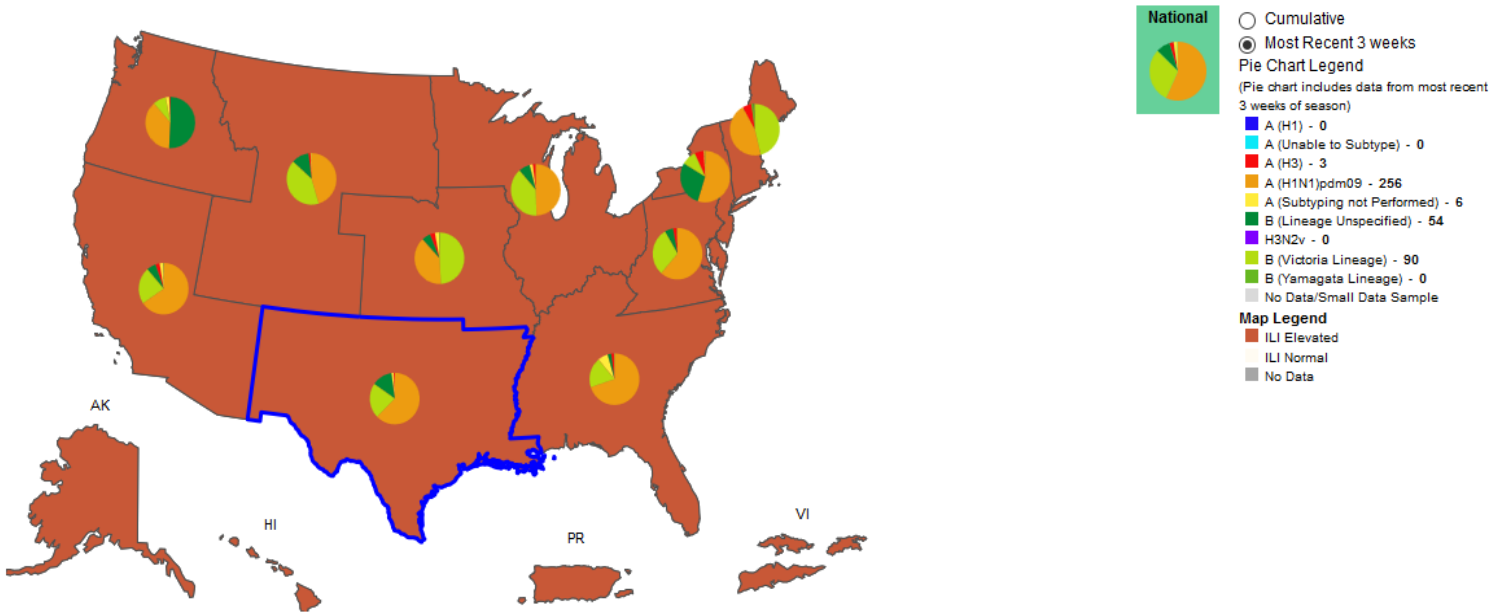 National
Cumulative
Most Recent 3 weeks
Pie Chart Legend
(Pie chart includes data from most recent
3 weeks of season)
A (H1) - 0
A (Unable to Subtype) - 0
A (H3) - 3
A (H1N1)pdm09 - 256
A (Subtyping not Performed) - 6
B (Lineage Unspecified) - 54
H3N2v - 0
B (Victoria Lineage) - 90
B (Yamagata Lineage) - 0
No Data/Small Data Sample
Map Legend
ILI Elevated
ILI Normal
No Data
AK
HI
PR
VI